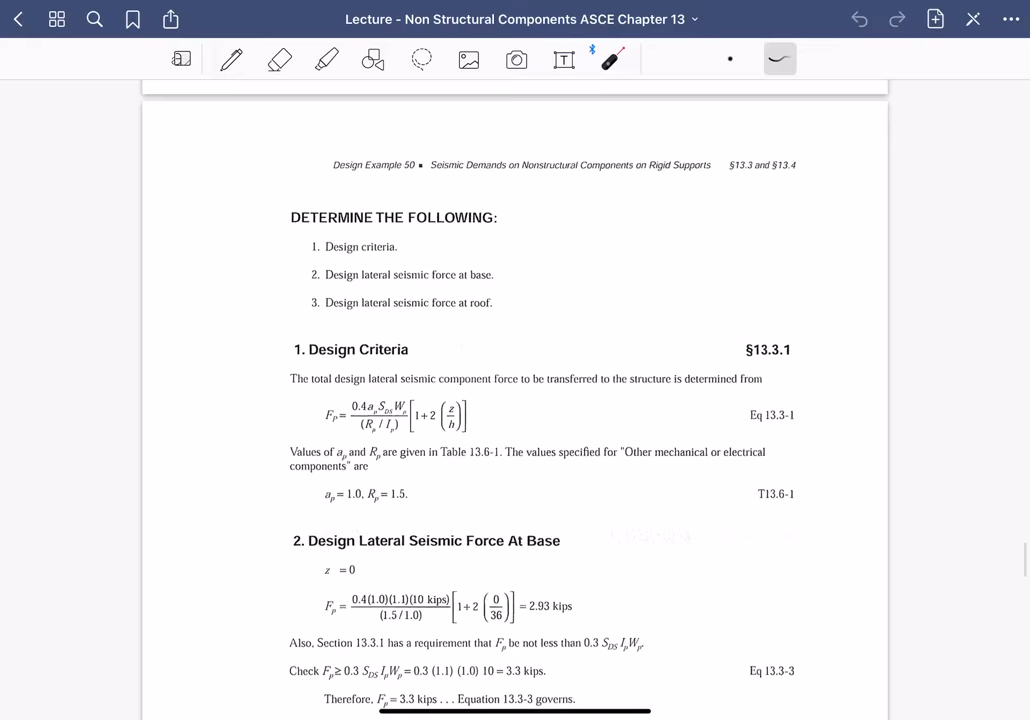 Lecture - Non Structural Components ASCE Chapter 13
T
Design Example 50 ■ Seismic Demands on Nonstructural Components on Rigid Supports §13.3 and §13.4
DETERMINE THE FOLLOWING:
1. Design criteria.
2. Design lateral seismic force at base.
3. Design lateral seismic force at roof.
1. Design Criteria §13.3.1
The total design lateral seismic component force to be transferred to the structure is determined from
Fp = 0.4apSDSWp / (Rp / Ip) [1 + 2 (z/h)] Eq 13.3-1
Values of ap and Rp are given in Table 13.6-1. The values specified for "Other mechanical or electrical
components" are
ap = 1.0, Rp = 1.5. T13.6-1
2. Design Lateral Seismic Force At Base
z = 0
Fp = 0.4(1.0)(1.1)(10 kips) / (1.5 / 1.0) [1 + 2 (0/36)] = 2.93 kips
Also, Section 13.3.1 has a requirement that Fp be not less than 0.3 SDS IpWp.
Check Fp ≥ 0.3 SDS IpWp = 0.3 (1.1) (1.0) 10 = 3.3 kips. Eq 13.3-3
Therefore, Fp = 3.3 kips . . . Equation 13.3-3 governs.